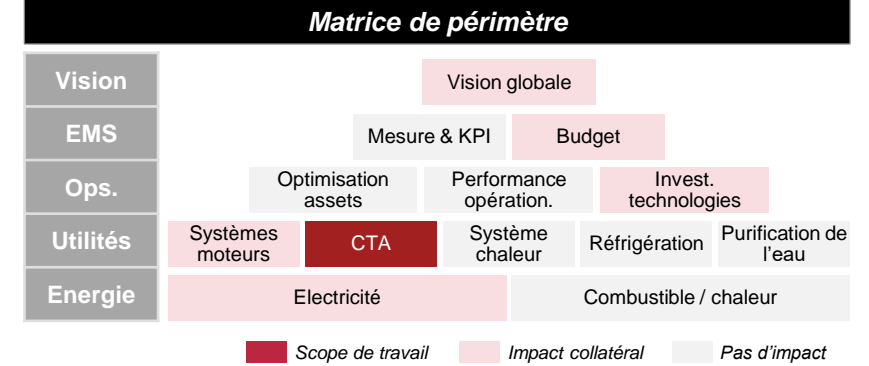 Matrice de périmètre
Vision
Vision globale
EMS
Mesure & KPI
Budget
Ops.
Optimisation
assets
Performance
opération.
Invest.
technologies
Utilités
Systèmes
moteurs
CTA
Système
chaleur
Réfrigération
Purification de
l'eau
Energie
Electricité
Combustible / chaleur
Scope de travail
Impact collatéral
Pas d'impact